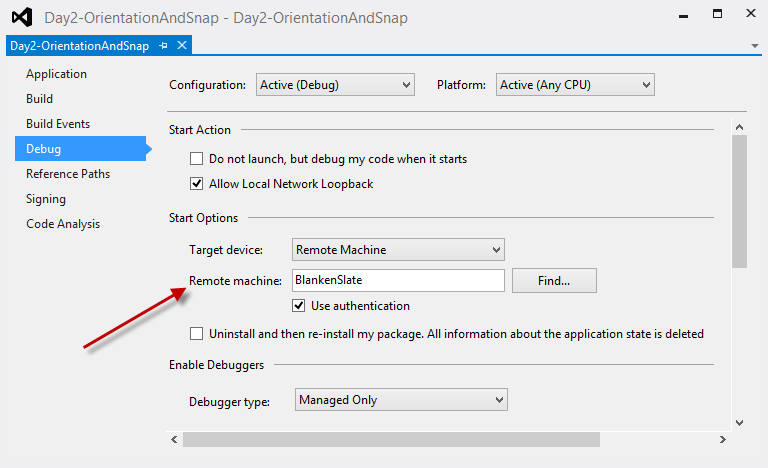 Day2-OrientationAndSnap - Day2-OrientationAndSnap
Day2-OrientationAndSnap
Application
Build
Build Events
Debug
Reference Paths
Signing
Code Analysis
Configuration: Active (Debug) Platform: Active (Any CPU)
Start Action
Do not launch, but debug my code when it starts
Allow Local Network Loopback
Start Options
Target device: Remote Machine
Remote machine: BlankenSlate Find...
Use authentication
Uninstall and then re-install my package. All information about the application state is deleted
Enable Debuggers
Debugger type: Managed Only